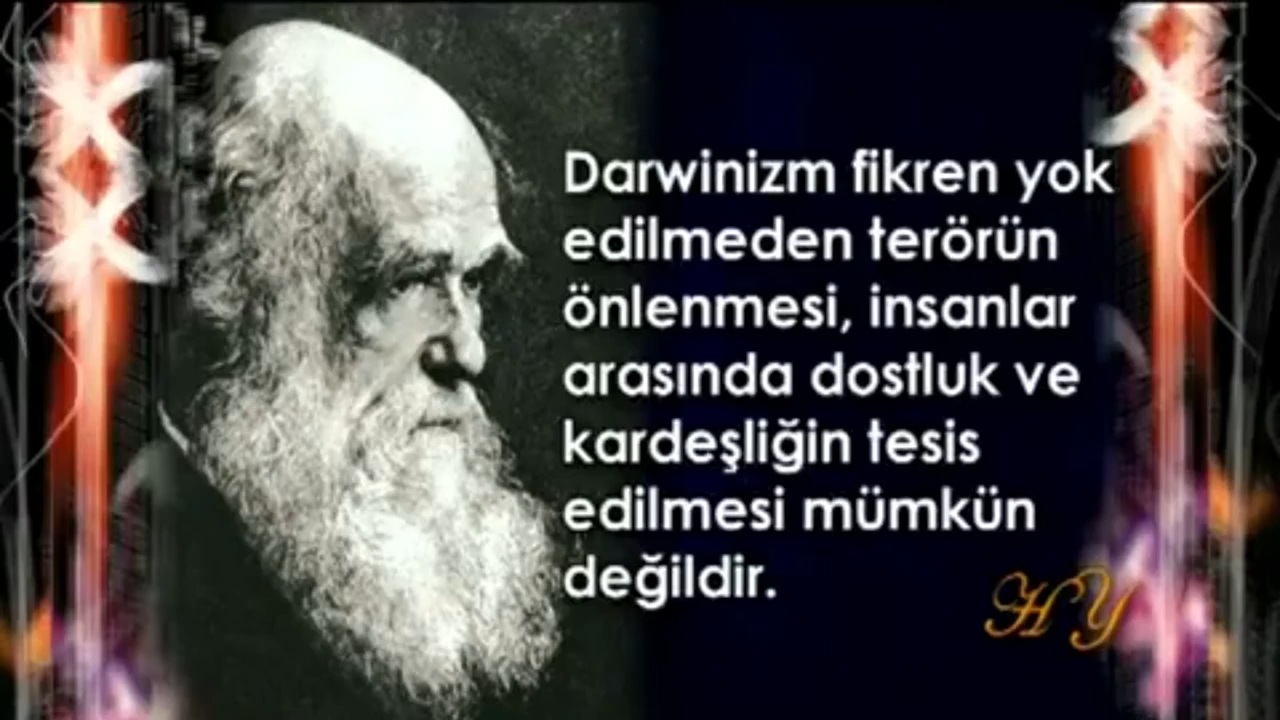 Darwinizm fikren yok
edilmeden terörün
önlenmesi, insanlar
arasında dostluk ve
kardeşliğin tesis
edilmesi mümkün
değildir.
HY